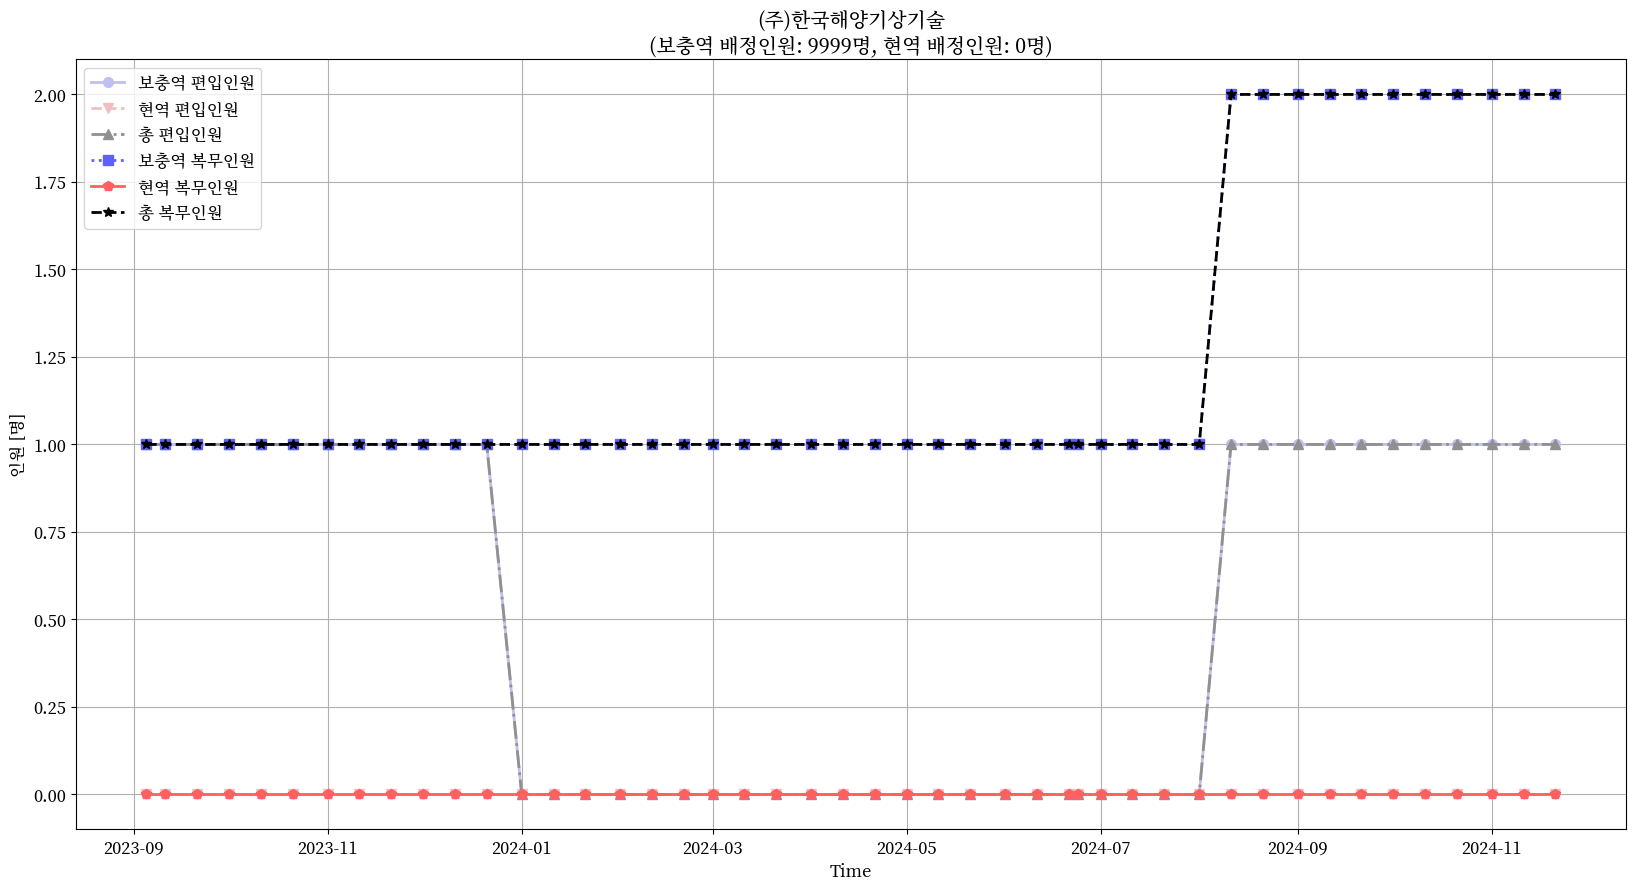 (주)한국해양기상기술
(보충역 배정인원: 9999명, 현역 배정인원: 0명)
보충역 편입인원
현역 편입인원
총 편입인원
보충역 복무인원
현역 복무인원
총 복무인원
2.00
1.75
1.50
1.25
1.00
0.75
0.50
0.25
0.00
인원 [명]
2023-09 2023-11 2024-01 2024-03 2024-05 2024-07 2024-09 2024-11
Time